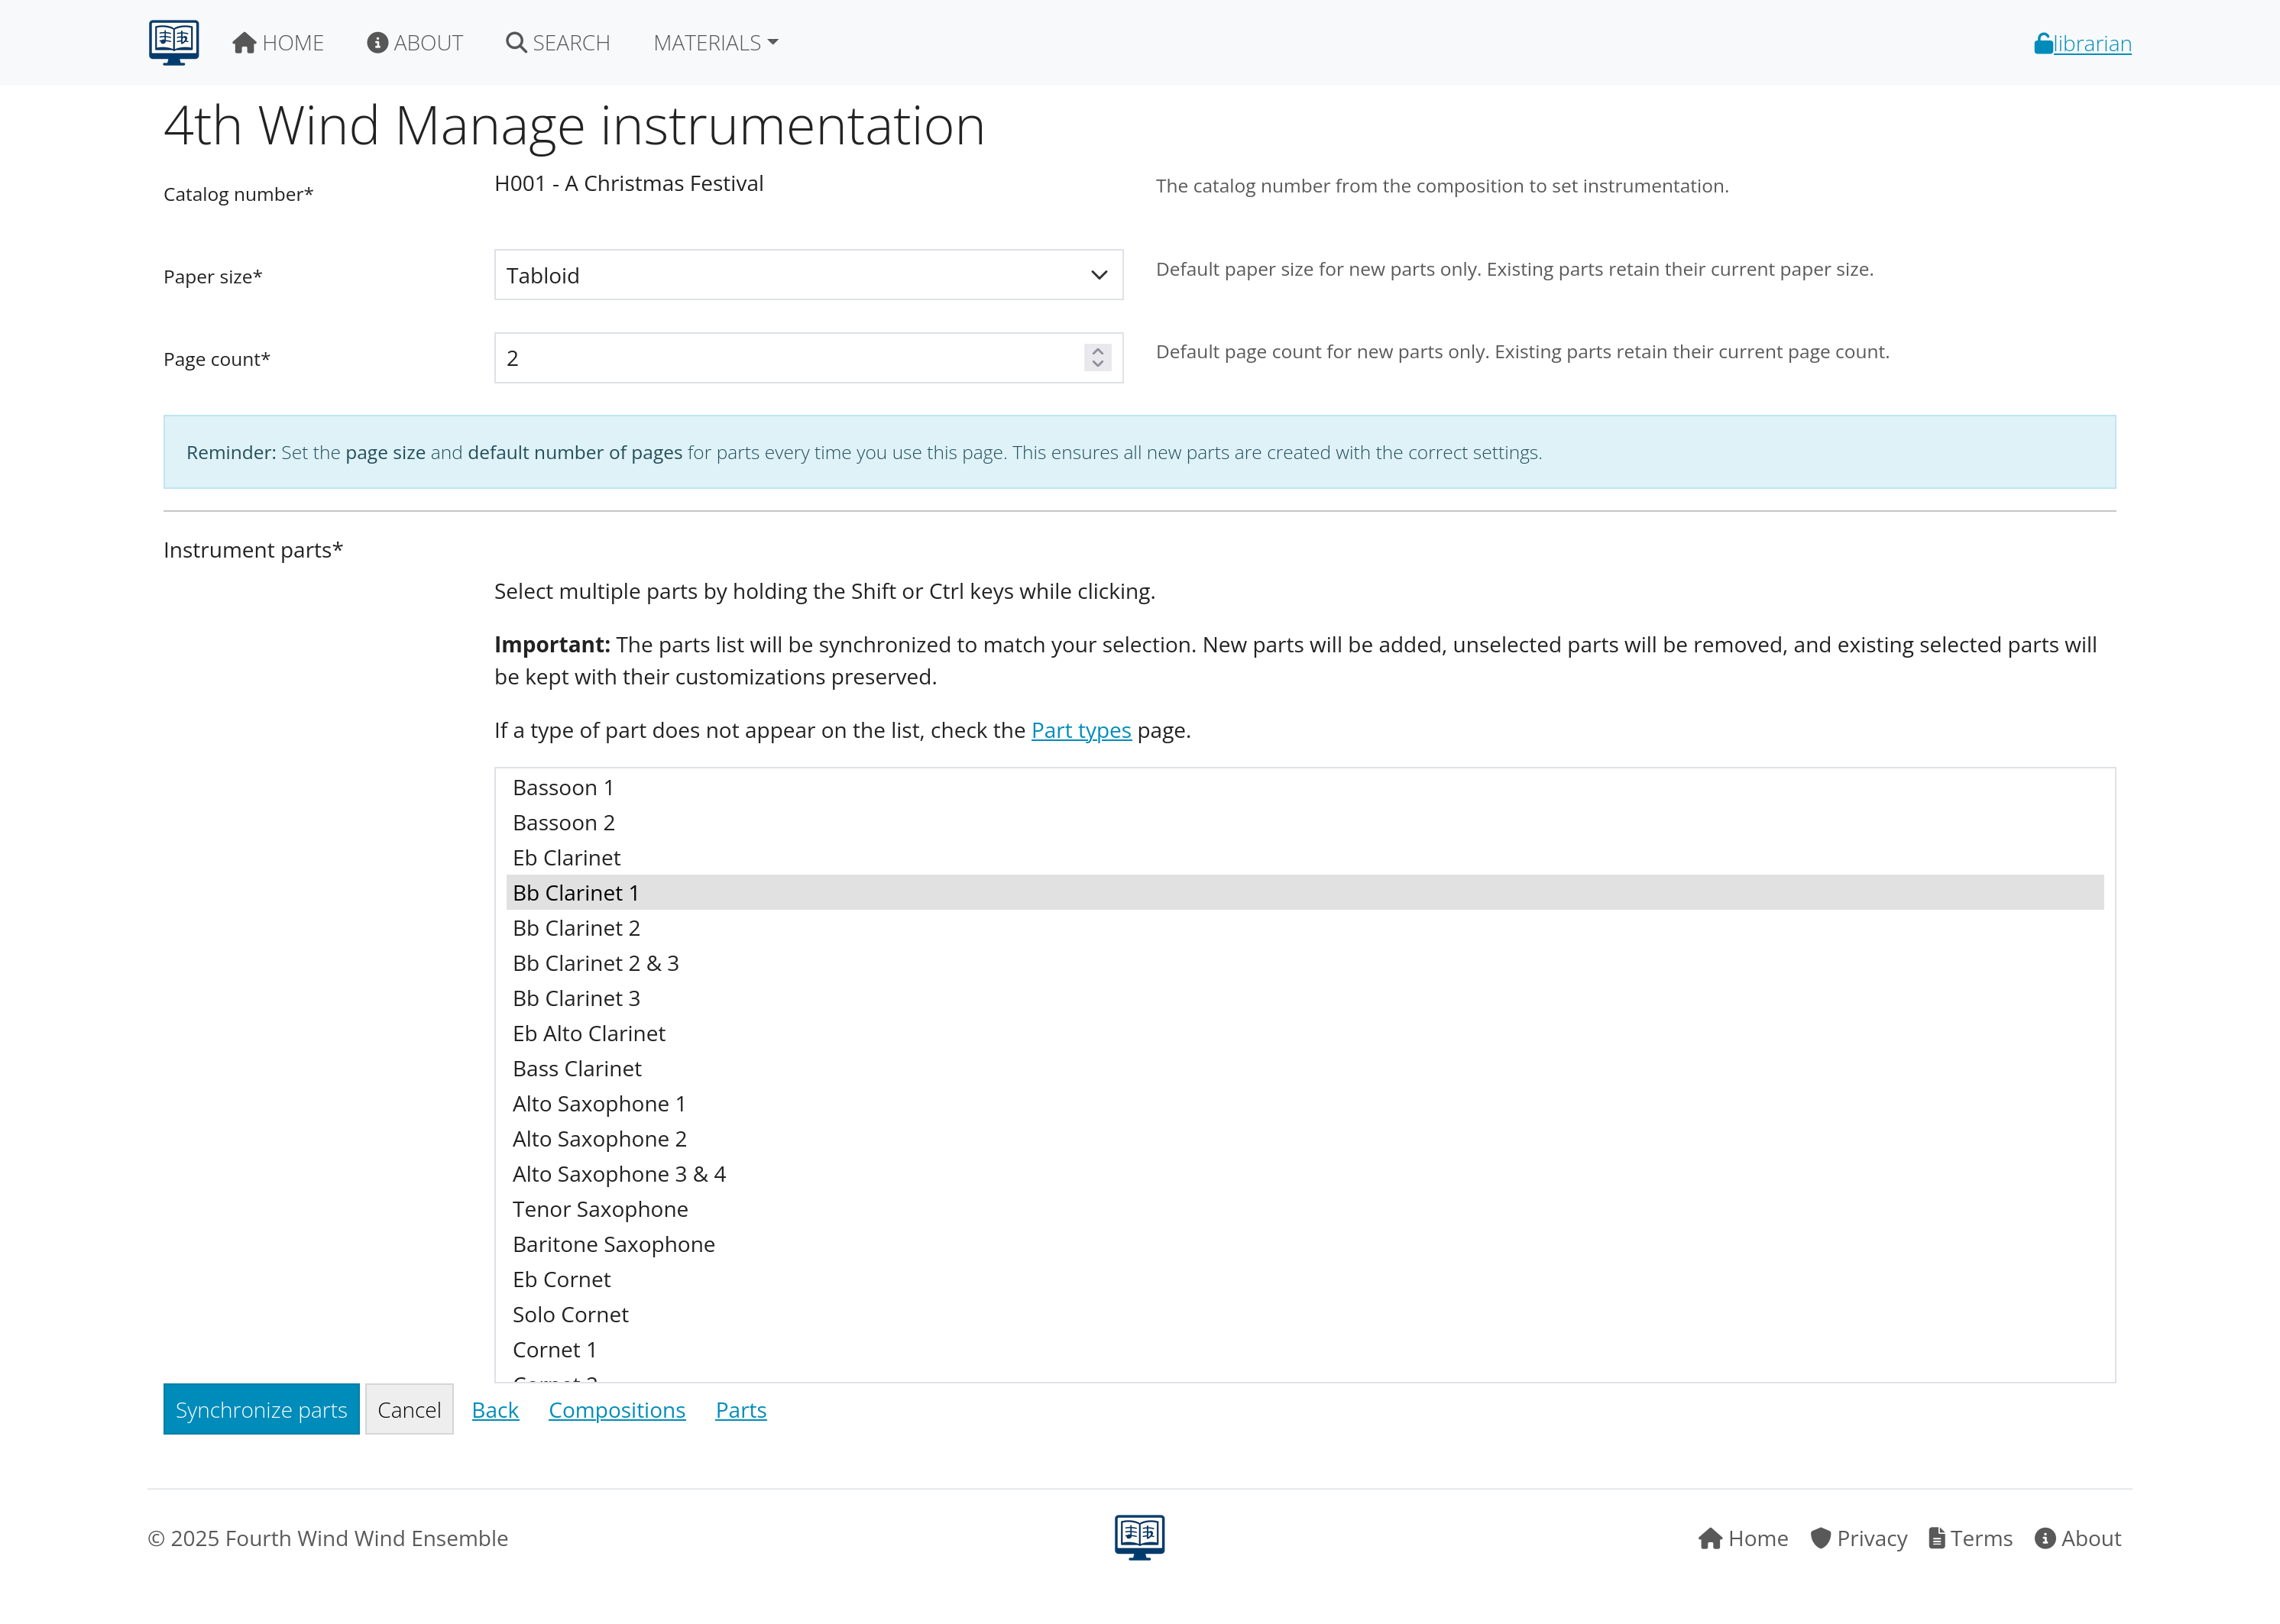 HOME ABOUT SEARCH MATERIALS librarian
4th Wind Manage instrumentation
Catalog number* H001 - A Christmas Festival The catalog number from the composition to set instrumentation.
Paper size* Tabloid Default paper size for new parts only. Existing parts retain their current paper size.
Page count* 2 Default page count for new parts only. Existing parts retain their current page count.
Reminder: Set the page size and default number of pages for parts every time you use this page. This ensures all new parts are created with the correct settings.
Instrument parts*
Select multiple parts by holding the Shift or Ctrl keys while clicking.
Important: The parts list will be synchronized to match your selection. New parts will be added, unselected parts will be removed, and existing selected parts will
be kept with their customizations preserved.
If a type of part does not appear on the list, check the Part types page.
Bassoon 1
Bassoon 2
Eb Clarinet
Bb Clarinet 1
Bb Clarinet 2
Bb Clarinet 2 & 3
Bb Clarinet 3
Eb Alto Clarinet
Bass Clarinet
Alto Saxophone 1
Alto Saxophone 2
Alto Saxophone 3 & 4
Tenor Saxophone
Baritone Saxophone
Eb Cornet
Solo Cornet
Cornet 1
Synchronize parts Cancel Back Compositions Parts
© 2025 Fourth Wind Wind Ensemble Home Privacy Terms About